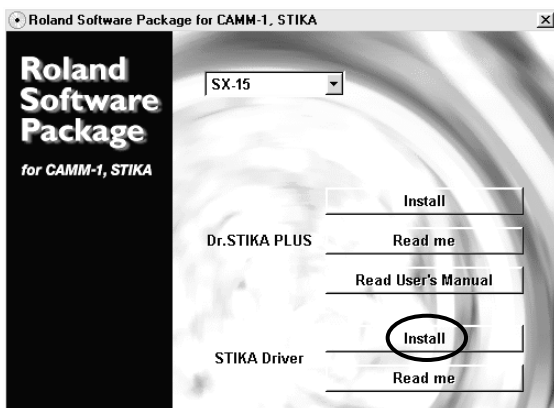 Roland Software Package for CAMM-1, STIKA
Roland
Software
Package
for CAMM-1, STIKA
SX-15
Install
Dr.STIKA PLUS
Read me
Read User's Manual
Install
STIKA Driver
Read me